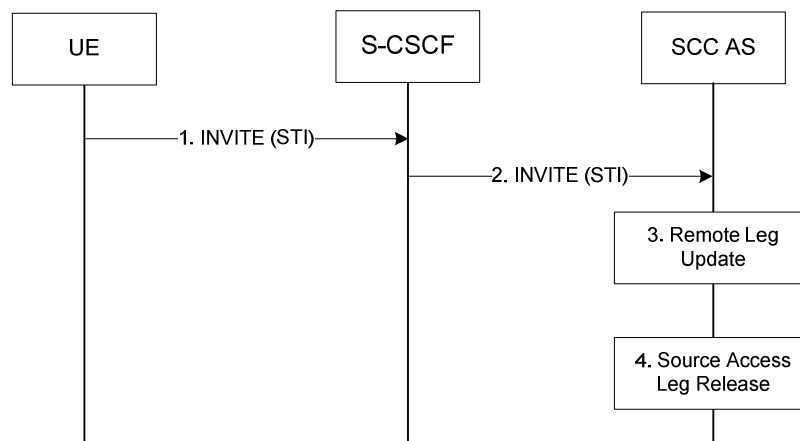 UE
S-CSCF
SCC AS
1. INVITE (STI)
2. INVITE (STI)
3. Remote Leg
Update
4. Source Access
Leg Release